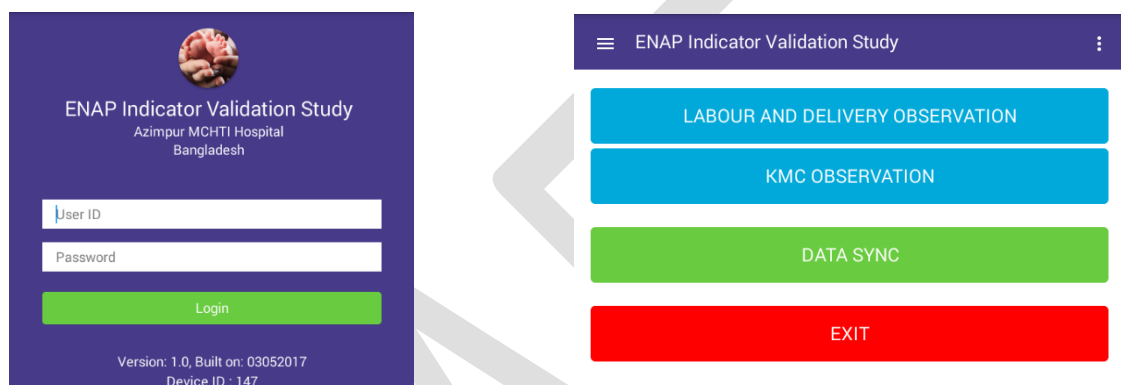 ENAP Indicator Validation Study
Azimpur MCHTI Hospital
Bangladesh
User ID
Password
Login
Version: 1.0, Built on: 03052017
Device ID : 147
ENAP Indicator Validation Study
LABOUR AND DELIVERY OBSERVATION
KMC OBSERVATION
DATA SYNC
EXIT